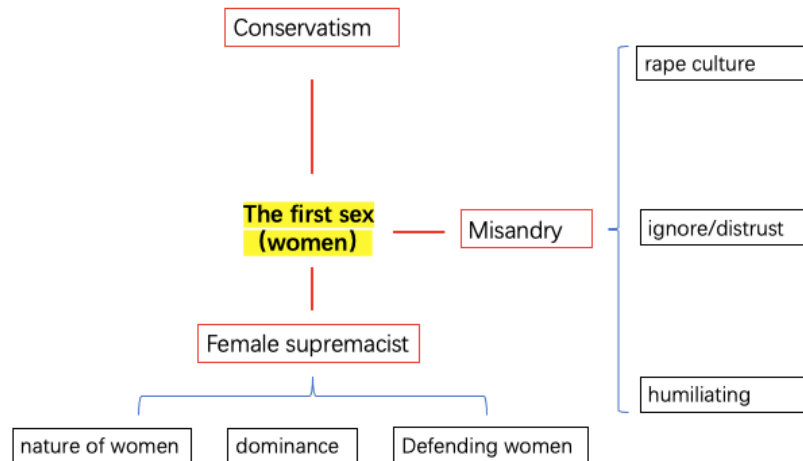 Conservatism
rape culture
The first sex
(women)
Misandry
ignore/distrust
Female supremacist
humiliating
nature of women
dominance
Defending women